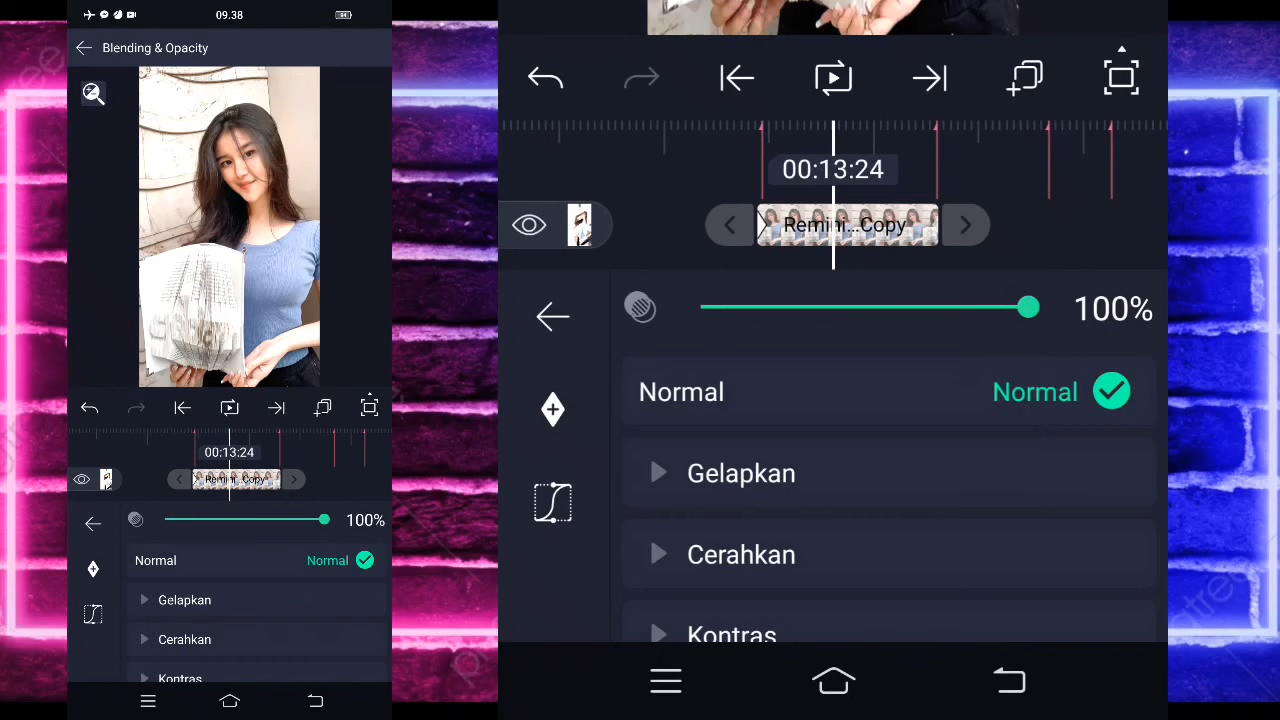 09.38
94
Blending & Opacity
00:13:24
Remini...Copy
100%
Normal Normal
Gelapkan
Cerahkan
Kontras
00:13:24
Remini...Copy
100%
Normal Normal
Gelapkan
Cerahkan
Kontras